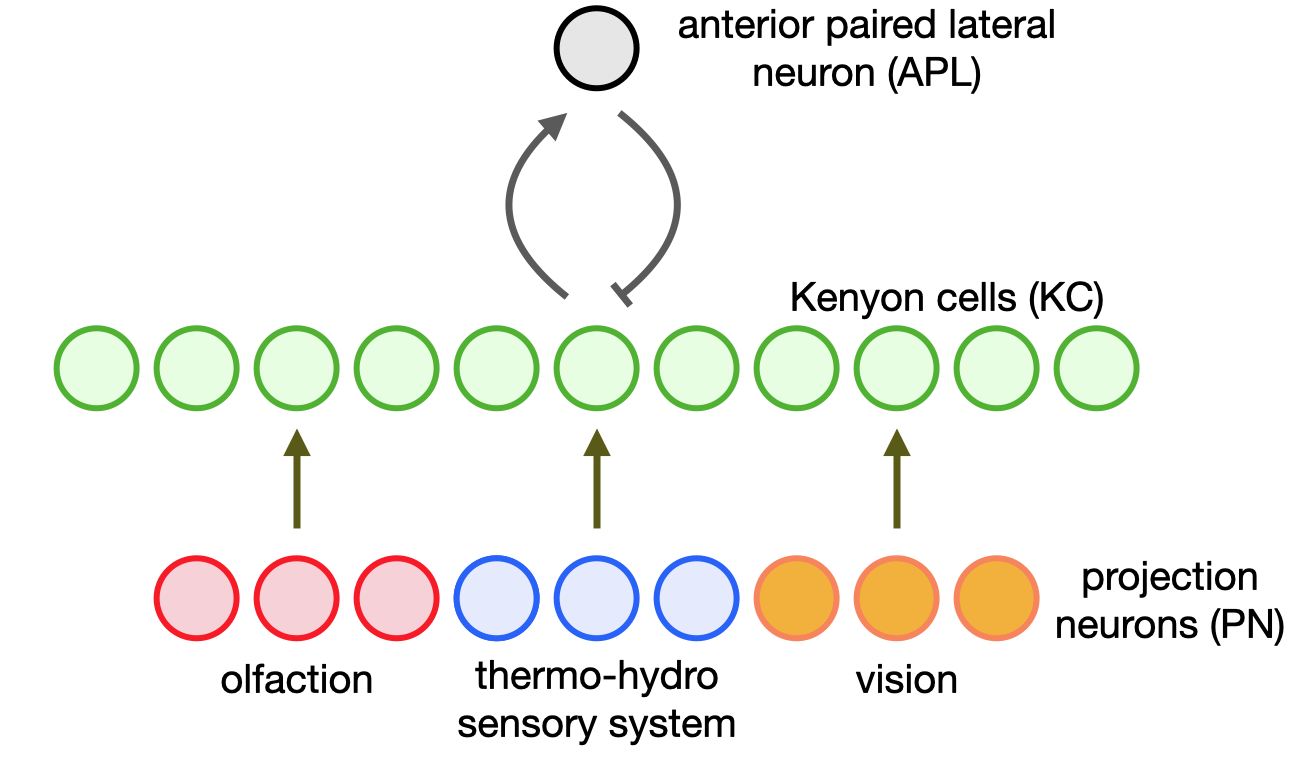 anterior paired lateral
neuron (APL)
Kenyon cells (KC)
projection
neurons (PN)
olfaction
thermo-hydro
sensory system
vision